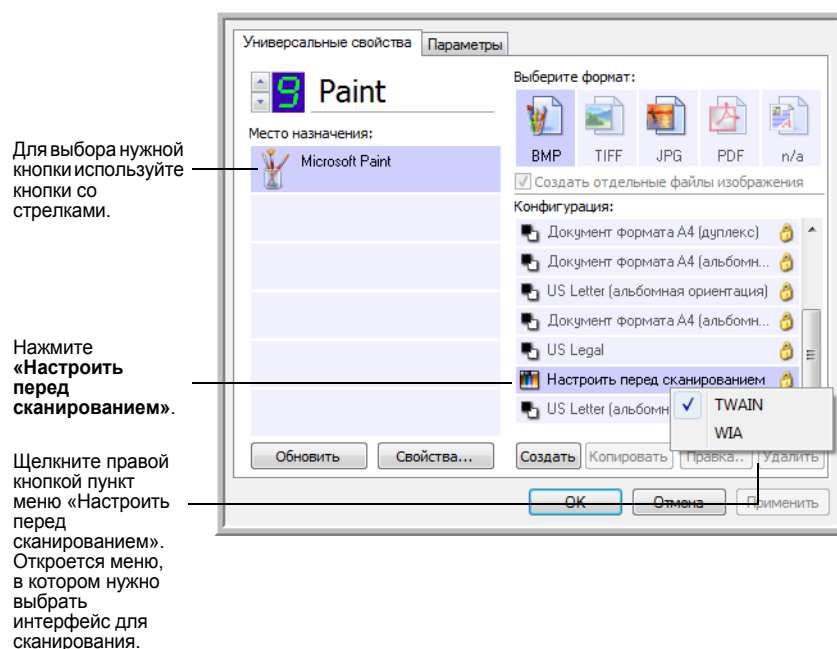 Универсальные свойства
Параметры
9
Paint
Место назначения:
Microsoft Paint
Выберите формат:
BMP
TIFF
JPG
PDF
n/a
Создать отдельные файлы изображения
Конфигурация:
Документ формата A4 (дуплекс)
Документ формата A4 (альбомн...
US Letter (альбомная ориентация)
Документ формата A4 (альбомн...
US Legal
Настроить перед сканированием
US Letter (альбомн
TWAIN
WIA
Обновить
Свойства...
Создать
Копировать
Правка..
Удалить
OK
Отмена
Применить
Для выбора нужной
кнопки используйте
кнопки со
стрелками.
Нажмите
«Настроить
перед
сканированием».
Щелкните правой
кнопкой пункт
меню «Настроить
перед
сканированием».
Откроется меню,
в котором нужно
выбрать
интерфейс для
сканирования.